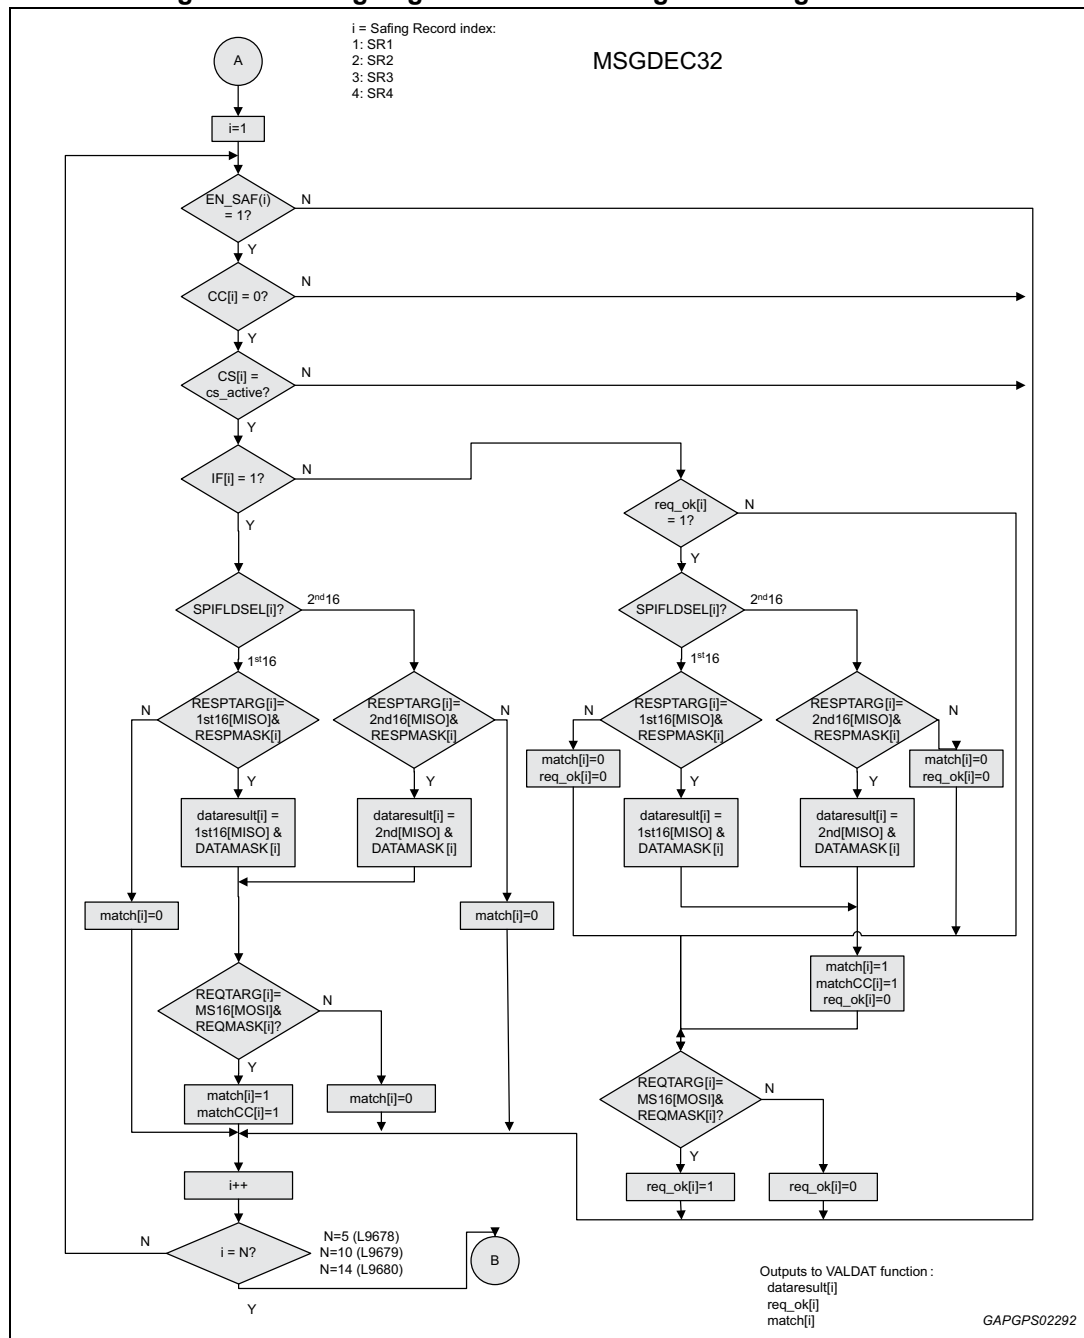 i = Safing Record index:
1: SR1
2: SR2
3: SR3
4: SR4
MSGDEC32
A
i=1
EN_SAF(i)
= 1?
N
Y
CC[i] = 0?
N
Y
CS[i] =
cs_active?
N
Y
IF[i] = 1?
N
Y
req_ok[i]
= 1?
N
Y
SPIFLDSEL[i]?
2nd16
1st16
SPIFLDSEL[i]?
2nd16
1st16
RESPTARG[i]=
1st16[MISO]&
RESPMASK[i]
N
Y
RESPTARG[i]=
2nd16[MISO]&
RESPMASK[i]
N
Y
RESPTARG[i]=
1st16[MISO]&
RESPMASK[i]
N
Y
RESPTARG[i]=
2nd16[MISO]&
RESPMASK[i]
N
Y
match[i]=0
req_ok[i]=0
match[i]=0
req_ok[i]=0
dataresult[i] =
1st16[MISO] &
DATAMASK[i]
dataresult[i] =
2nd[MISO] &
DATAMASK[i]
dataresult[i] =
1st16[MISO] &
DATAMASK[i]
dataresult[i] =
2nd[MISO] &
DATAMASK[i]
match[i]=0
match[i]=0
match[i]=1
matchCC[i]=1
req_ok[i]=0
REQTARG[i]=
MS16[MOSI]&
REQMASK[i]?
N
Y
match[i]=1
matchCC[i]=1
match[i]=0
REQTARG[i]=
MS16[MOSI]&
REQMASK[i]?
N
Y
req_ok[i]=1
req_ok[i]=0
i++
i = N?
N
Y
N=5 (L9678)
N=10 (L9679)
N=14 (L9680)
B
Outputs to VALDAT function :
dataresult[i]
req_ok[i]
match[i]
GAPGPS02292